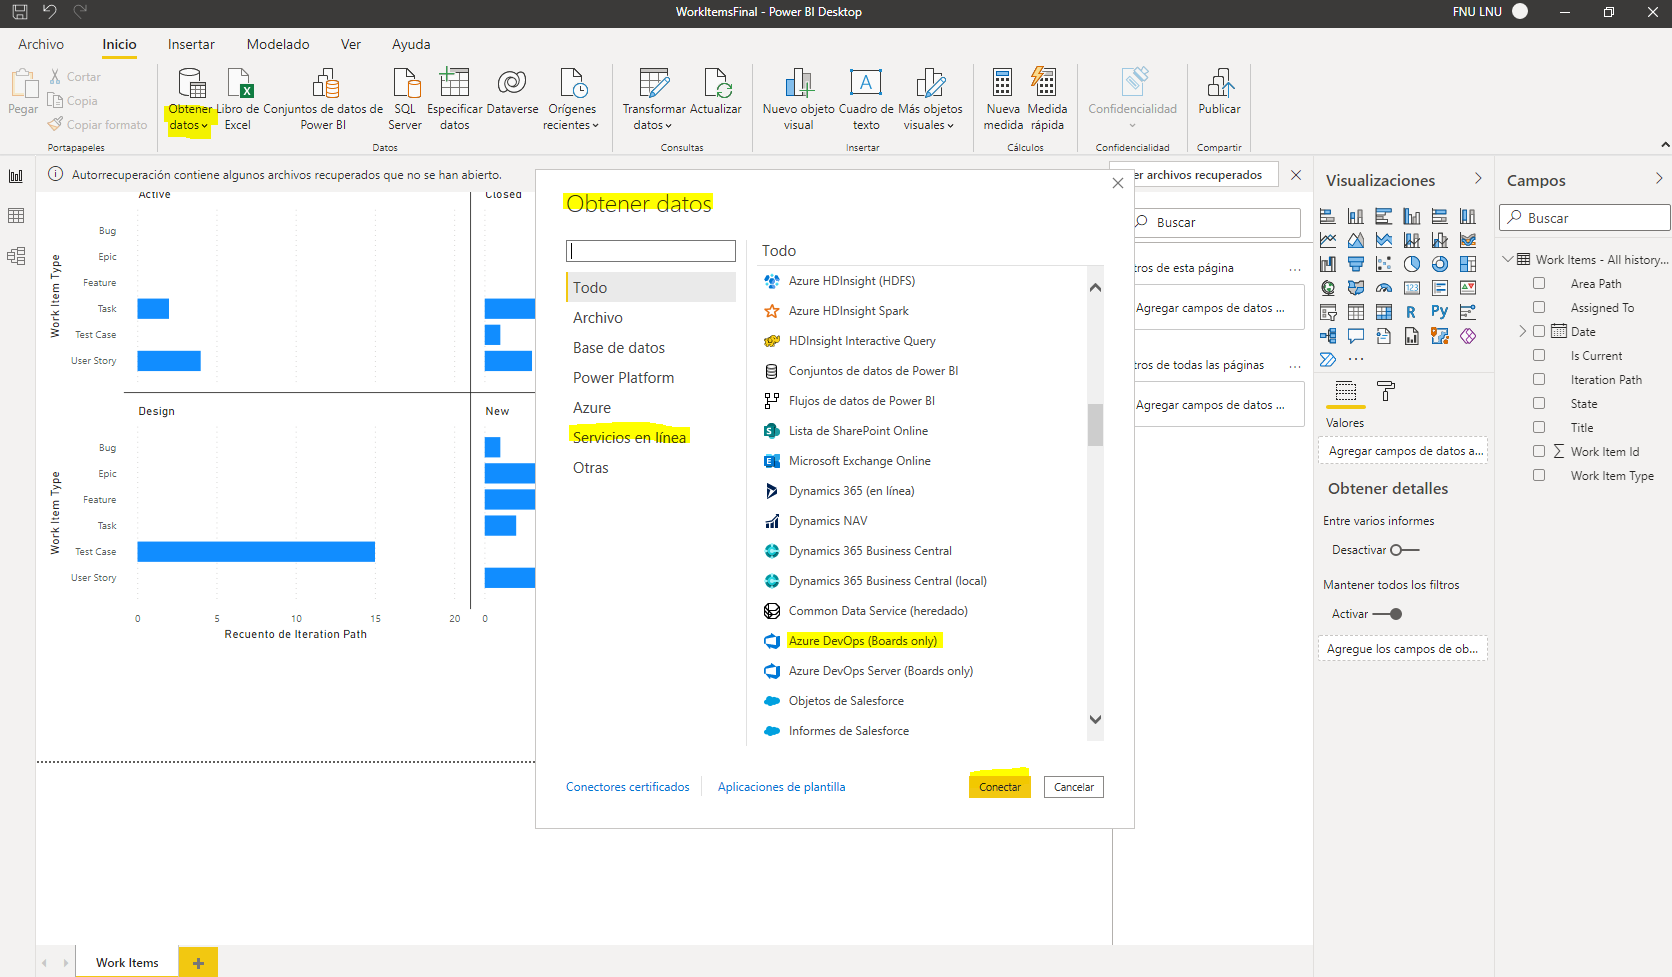 WorkItemsFinal - Power BI Desktop
FNU LNU
Archivo
Inicio
Insertar
Modelado
Ver
Ayuda
Pegar
Cortar
Copia
Copiar formato
Portapapeles
Obtener
datos
Libro de
Excel
Conjuntos de datos de
Power BI
SQL
Server
Especificar
datos
Dataverse
Orígenes
recientes
Datos
Transformar
datos
Actualizar
Consultas
Nuevo objeto
visual
Cuadro de
texto
Más objetos
visuales
Insertar
Nueva
medida
Medida
rápida
Cálculos
Confidencialidad
Confidencialidad
Publicar
Compartir
Autorrecuperación contiene algunos archivos recuperados que no se han abierto.
er archivos recuperados
Active
Closed
Work Item Type
Bug
Epic
Feature
Task
Test Case
User Story
Design
New
Work Item Type
Bug
Epic
Feature
Task
Test Case
User Story
0 5 10 15 20 0
Recuento de Iteration Path
Obtener datos
Todo
Archivo
Base de datos
Power Platform
Azure
Servicios en línea
Otras
Todo
Azure HDInsight (HDFS)
Azure HDInsight Spark
HDInsight Interactive Query
Conjuntos de datos de Power BI
Flujos de datos de Power BI
Lista de SharePoint Online
Microsoft Exchange Online
Dynamics 365 (en línea)
Dynamics NAV
Dynamics 365 Business Central
Dynamics 365 Business Central (local)
Common Data Service (heredado)
Azure DevOps (Boards only)
Azure DevOps Server (Boards only)
Objetos de Salesforce
Informes de Salesforce
Conectores certificados
Aplicaciones de plantilla
Conectar
Cancelar
Buscar
tros de esta página
...
Agregar campos de datos ...
tros de todas las páginas
...
Agregar campos de datos ...
Visualizaciones
123
R
Py
...
Valores
Agregar campos de datos a...
Obtener detalles
Entre varios informes
Desactivar
Mantener todos los filtros
Activar
Agregue los campos de ob...
Campos
Buscar
Work Items - All history...
Area Path
Assigned To
Date
Is Current
Iteration Path
State
Title
Work Item Id
Work Item Type
Work Items